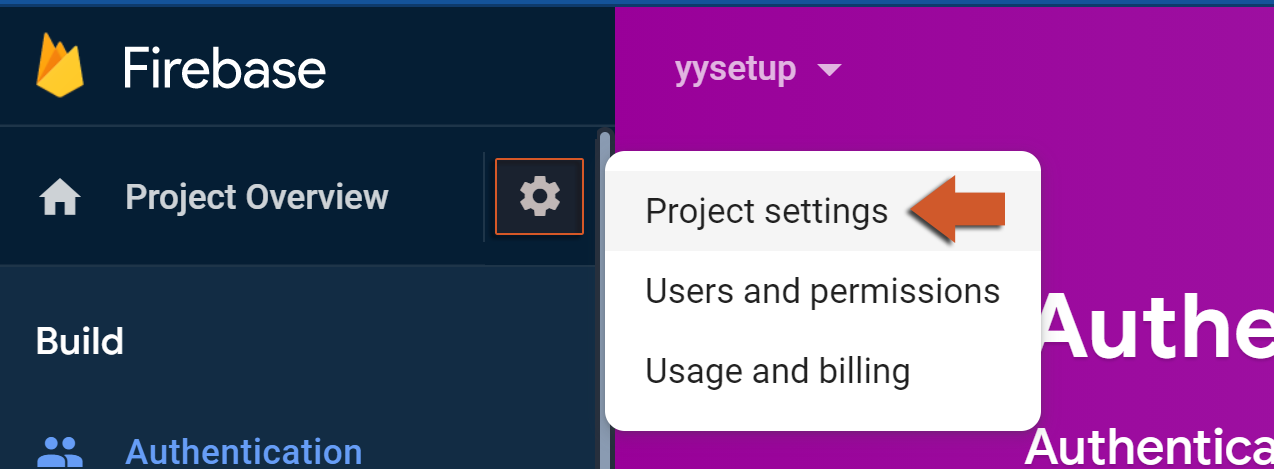 Firebase
yysetup
Project Overview
Project settings
Users and permissions
Usage and billing
Build
Authe
Authentication
Authentica